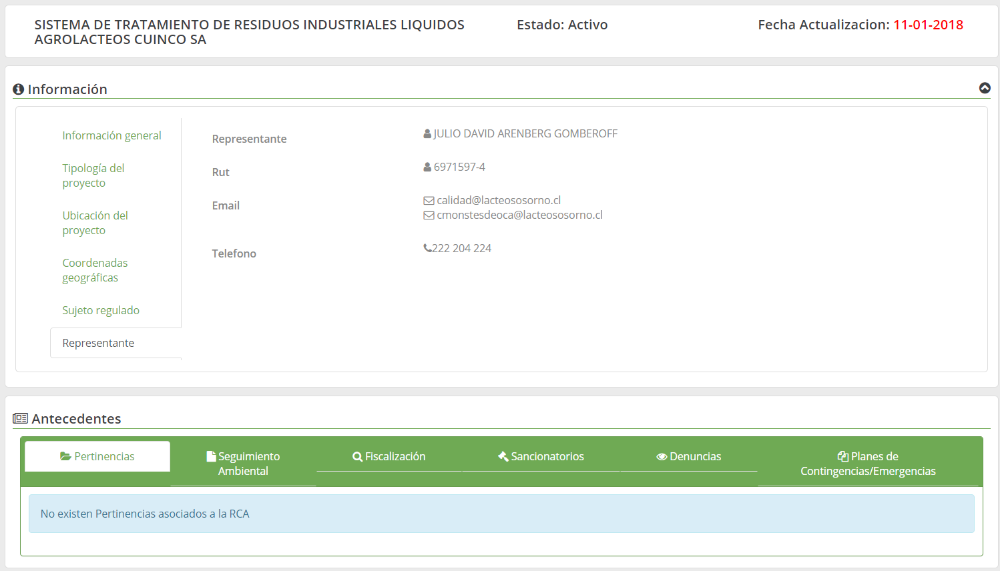 SISTEMA DE TRATAMIENTO DE RESIDUOS INDUSTRIALES LIQUIDOS
AGROLACTEOS CUINCO SA
Estado: Activo
Fecha Actualizacion: 11-01-2018
Información
Información general
Tipología del
proyecto
Ubicación del
proyecto
Coordenadas
geográficas
Sujeto regulado
Representante
Representante
JULIO DAVID ARENBERG GOMBEROFF
Rut
6971597-4
Email
calidad@lacteososorno.cl
cmonstesdeoca@lacteososorno.cl
Telefono
222 204 224
Antecedentes
Pertinencias
Seguimiento
Ambiental
Fiscalización
Sancionatorios
Denuncias
Planes de
Contingencias/Emergencias
No existen Pertinencias asociados a la RCA